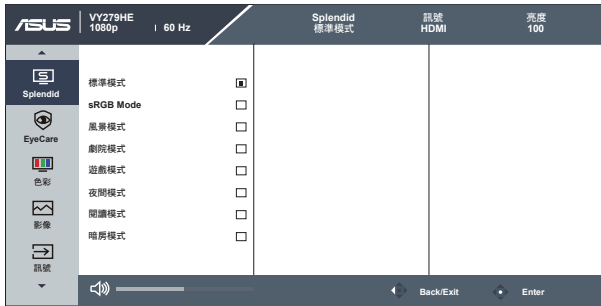 ASUS
VY279HE
1080p 60 Hz
Splendid
標準模式
訊號
HDMI
亮度
100
Splendid
EyeCare
色彩
影像
訊號
標準模式
sRGB Mode
風景模式
劇院模式
遊戲模式
夜間模式
閱讀模式
暗房模式
Back/Exit
Enter